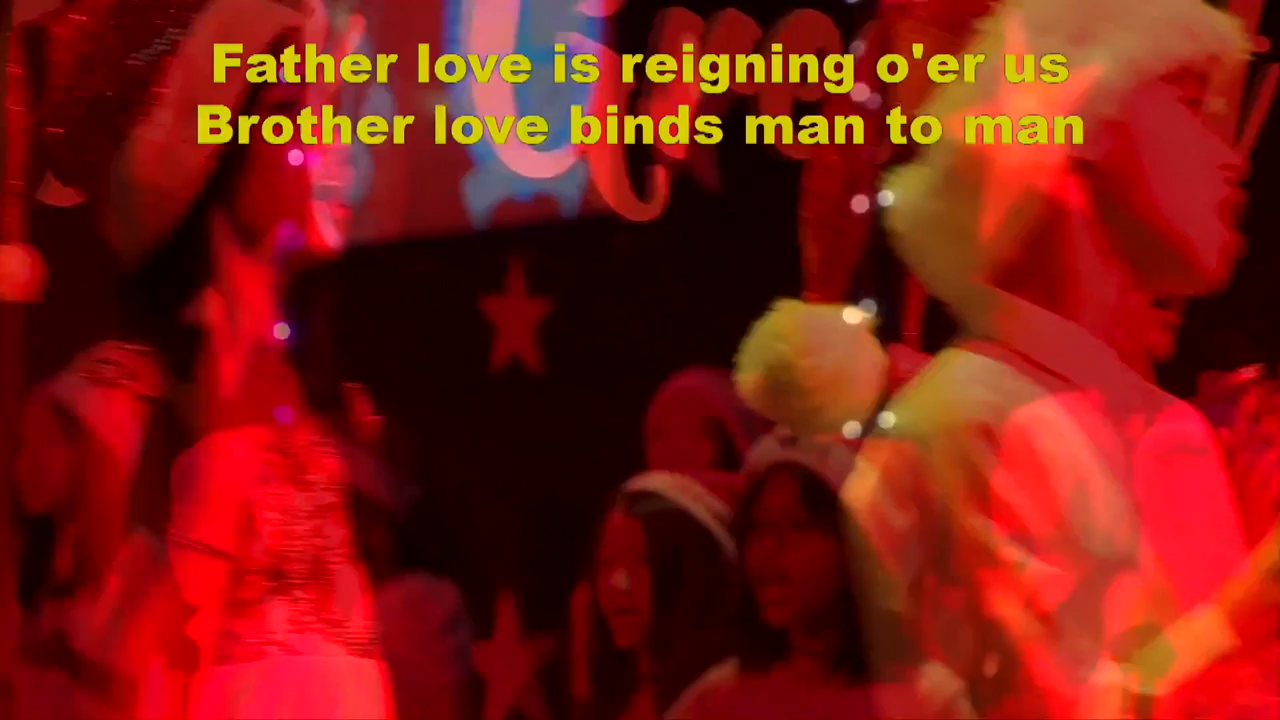 Father love is reigning o'er us
Brother love binds man to man